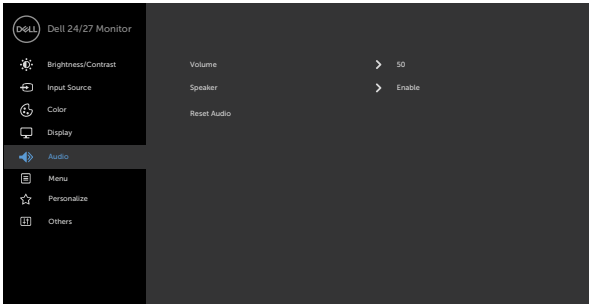 DELL
Dell 24/27 Monitor
Brightness/Contrast
Input Source
Color
Display
Audio
Menu
Personalize
Others
Volume 50
Speaker Enable
Reset Audio